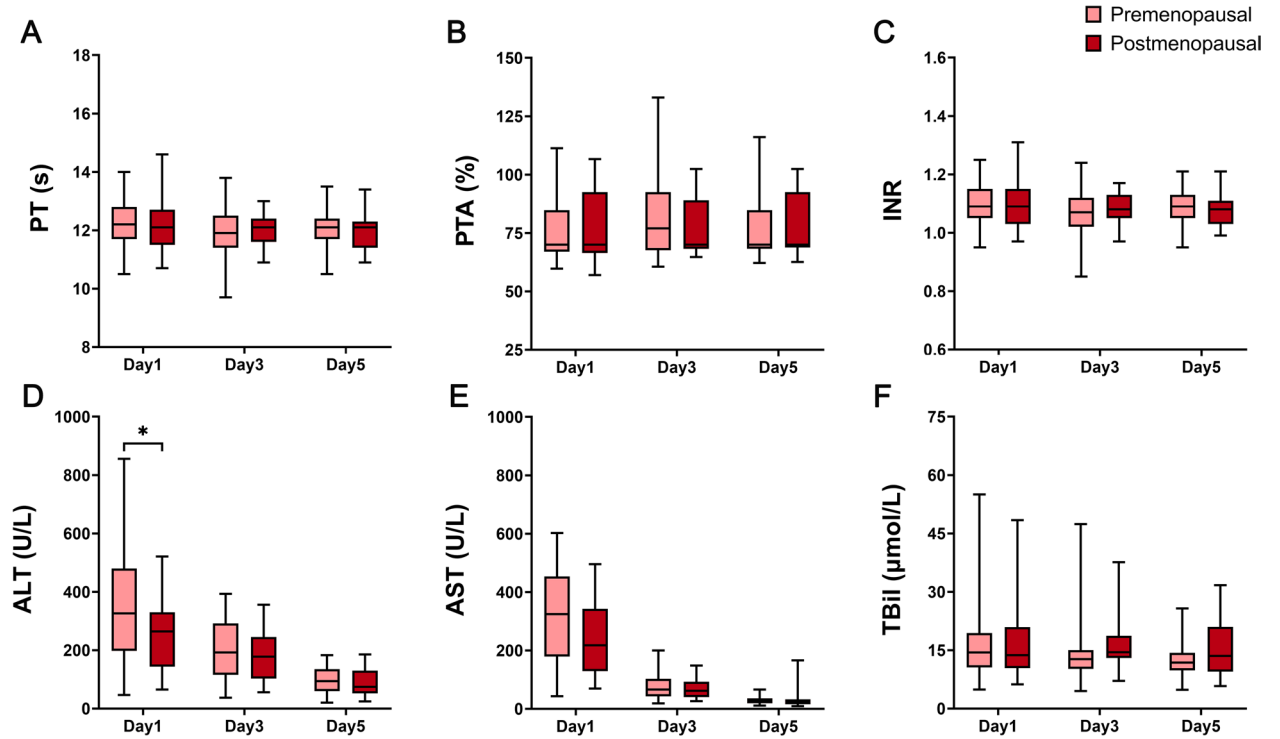 Premenopausal
Postmenopausal
A
PT (s)
18
16
14
12
10
8
Day1 Day3 Day5
B
PTA (%)
150
125
100
75
50
25
Day1 Day3 Day5
C
INR
1.6
1.4
1.2
1.0
0.8
0.6
Day1 Day3 Day5
D
ALT (U/L)
1000
800
600
400
200
0
*
Day1 Day3 Day5
E
AST (U/L)
1000
800
600
400
200
0
Day1 Day3 Day5
F
TBil (μmol/L)
75
60
45
30
15
0
Day1 Day3 Day5